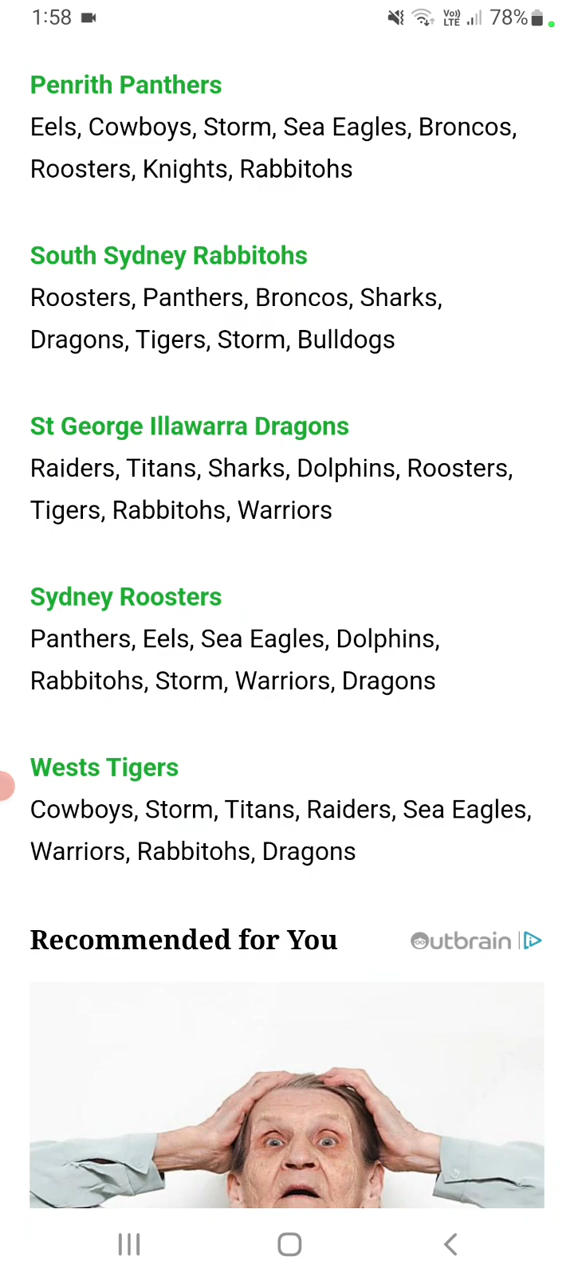 1:58 Vo)) LTE 78%
Penrith Panthers
Eels, Cowboys, Storm, Sea Eagles, Broncos,
Roosters, Knights, Rabbitohs
South Sydney Rabbitohs
Roosters, Panthers, Broncos, Sharks,
Dragons, Tigers, Storm, Bulldogs
St George Illawarra Dragons
Raiders, Titans, Sharks, Dolphins, Roosters,
Tigers, Rabbitohs, Warriors
Sydney Roosters
Panthers, Eels, Sea Eagles, Dolphins,
Rabbitohs, Storm, Warriors, Dragons
Wests Tigers
Cowboys, Storm, Titans, Raiders, Sea Eagles,
Warriors, Rabbitohs, Dragons
Recommended for You Outbrain